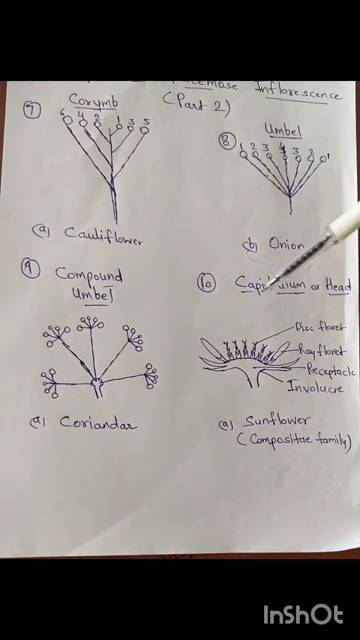 Racemose Inflorescence
(Part 2)
7 Corymb
6 4 2 1 3 5
(a) Cauliflower
8 Umbel
1 2 3 4 3 2 1
(b) Onion
9 Compound
Umbel
(a) Coriandar
10 Capitulum or Head
Disc floret
Ray floret
Receptacle
Involucre
(a) Sunflower
(Compositae family)
InShOt